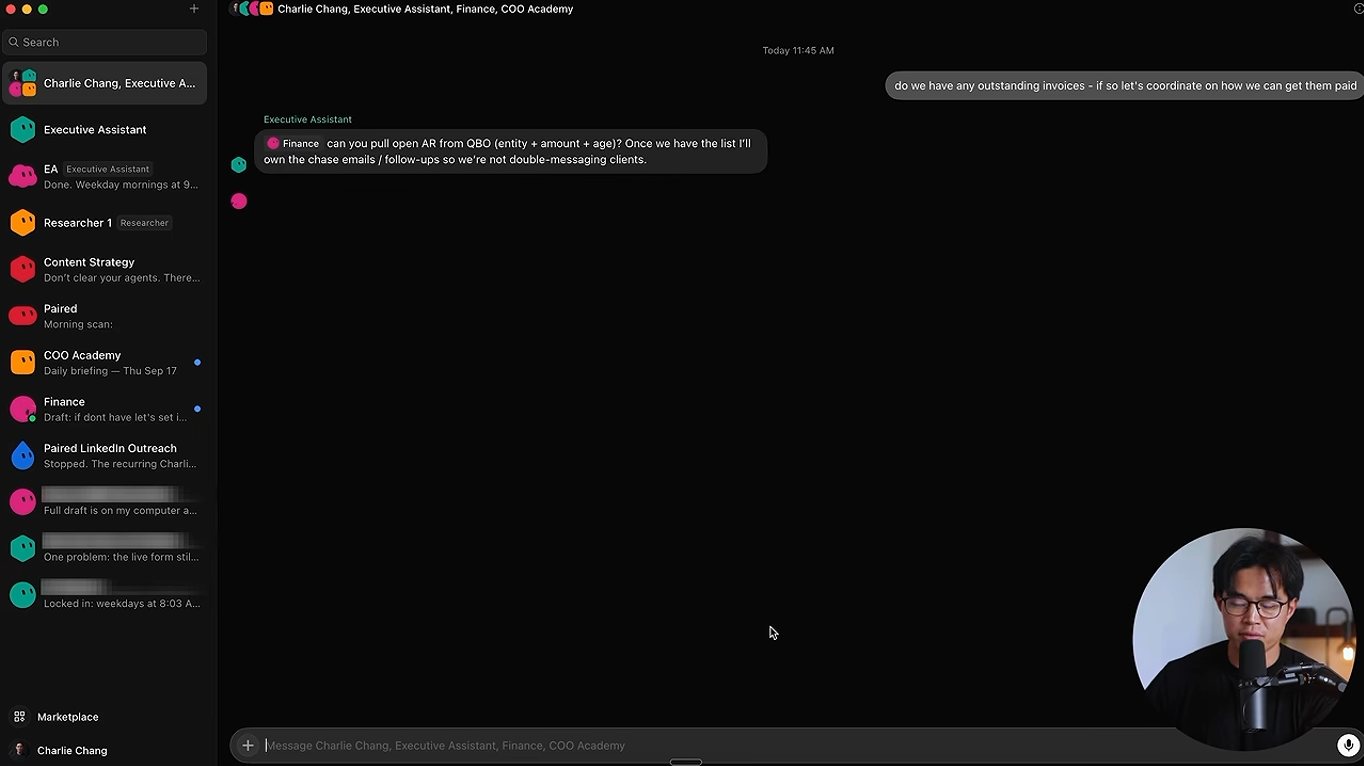 Search
Charlie Chang, Executive A...
Executive Assistant
EA Executive Assistant
Done. Weekday mornings at 9...
Researcher 1 Researcher
Content Strategy
Don't clear your agents. There...
Paired
Morning scan:
COO Academy
Daily briefing — Thu Sep 17
Finance
Draft: if dont have let's set i...
Paired LinkedIn Outreach
Stopped. The recurring Charli...
Full draft is on my computer a...
One problem: the live form stil...
Locked in: weekdays at 8:03 A...
Marketplace
Charlie Chang
Charlie Chang, Executive Assistant, Finance, COO Academy
Today 11:45 AM
do we have any outstanding invoices - if so let's coordinate on how we can get them paid
Executive Assistant
Finance can you pull open AR from QBO (entity + amount + age)? Once we have the list I'll
own the chase emails / follow-ups so we're not double-messaging clients.
Message Charlie Chang, Executive Assistant, Finance, COO Academy